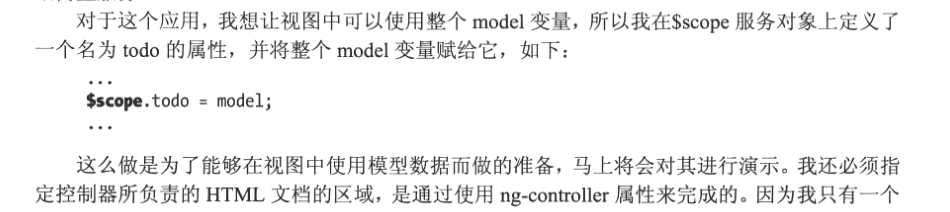 对于这个应用，我想让视图中可以使用整个 model 变量，所以我在$scope 服务对象上定义了
一个名为 todo 的属性，并将整个 model 变量赋给它，如下：
...
$scope.todo = model;
...
这么做是为了能够在视图中使用模型数据而做的准备，马上将会对其进行演示。我还必须指
定控制器所负责的 HTML 文档的区域，是通过使用 ng-controller 属性来完成的。因为我只有一个